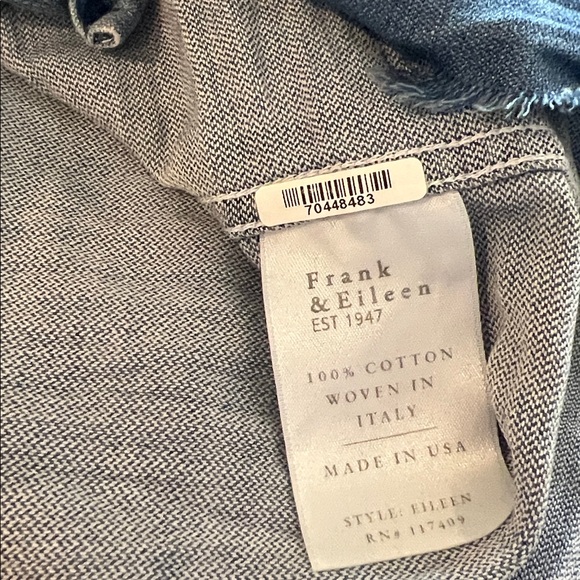 70448483
Frank
& Eileen
EST 1947
100% COTTON
WOVEN IN
ITALY
MADE IN USA
STYLE: EILEEN
RN# 117409